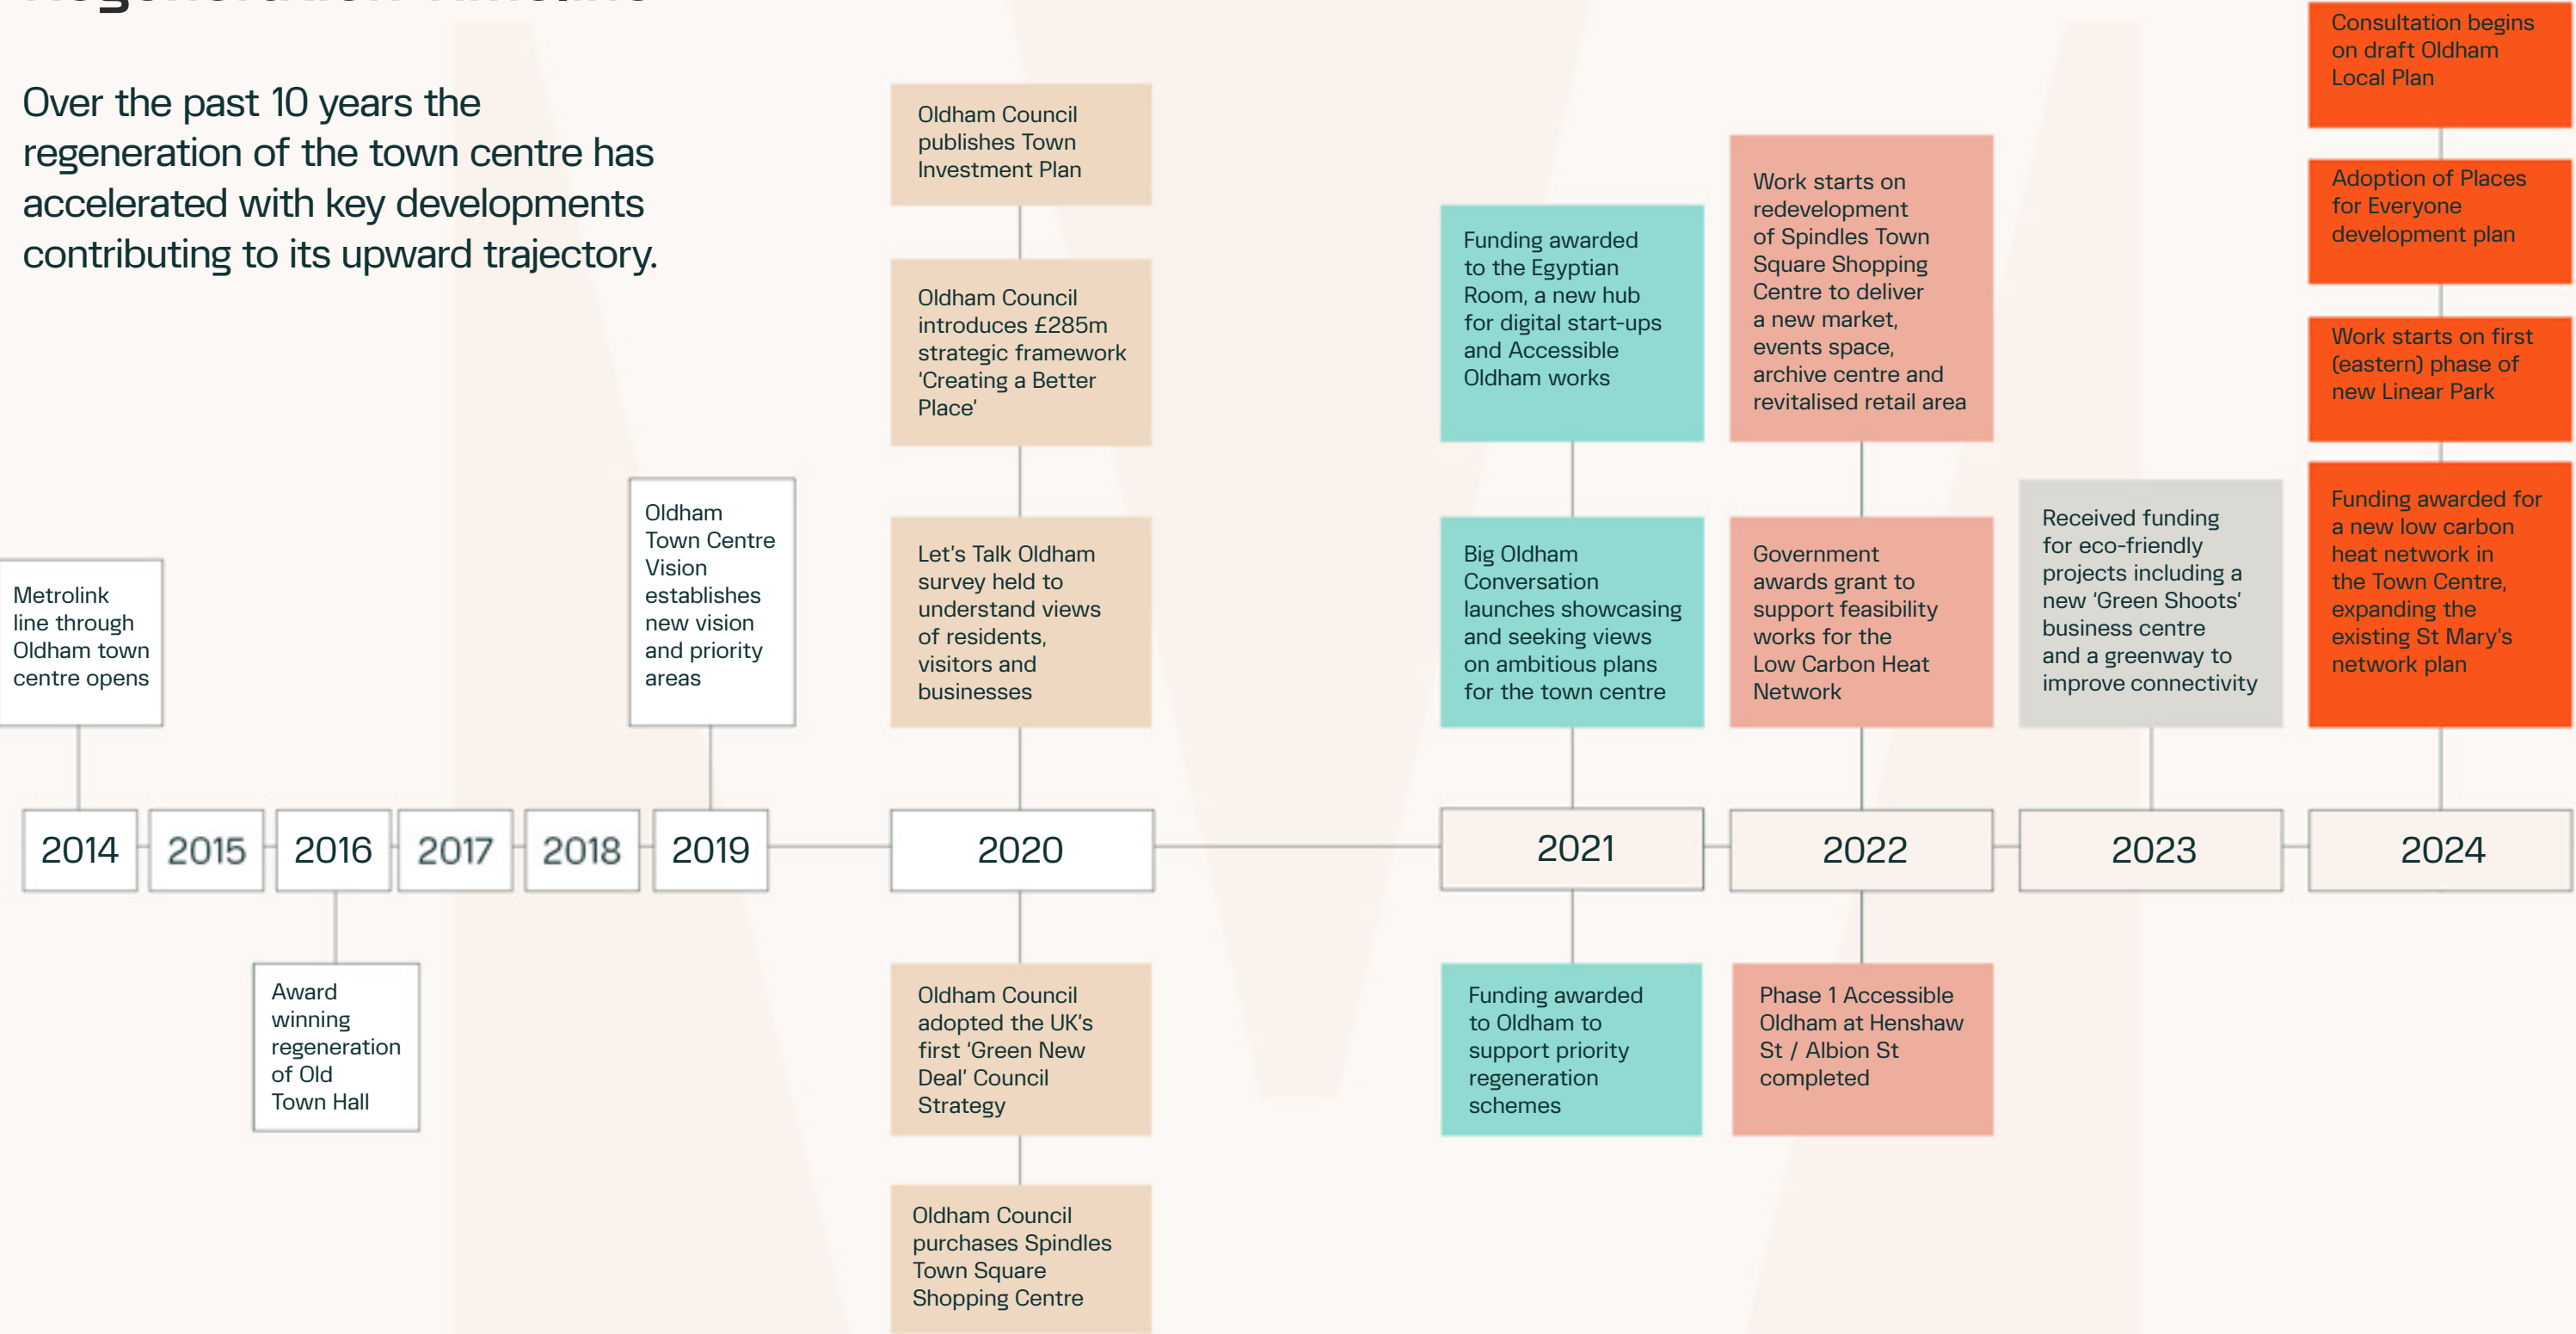 Regeneration Timeline
Over the past 10 years the
regeneration of the town centre has
accelerated with key developments
contributing to its upward trajectory.
Metrolink
line through
Oldham town
centre opens
Oldham
Town Centre
Vision
establishes
new vision
and priority
areas
Oldham Council
publishes Town
Investment Plan
Oldham Council
introduces £285m
strategic framework
‘Creating a Better
Place’
Let’s Talk Oldham
survey held to
understand views
of residents,
visitors and
businesses
Funding awarded
to the Egyptian
Room, a new hub
for digital start-ups
and Accessible
Oldham works
Big Oldham
Conversation
launches showcasing
and seeking views
on ambitious plans
for the town centre
Work starts on
redevelopment
of Spindles Town
Square Shopping
Centre to deliver
a new market,
events space,
archive centre and
revitalised retail area
Government
awards grant to
support feasibility
works for the
Low Carbon Heat
Network
Received funding
for eco-friendly
projects including a
new ‘Green Shoots’
business centre
and a greenway to
improve connectivity
Consultation begins
on draft Oldham
Local Plan
Adoption of Places
for Everyone
development plan
Work starts on first
(eastern) phase of
new Linear Park
Funding awarded for
a new low carbon
heat network in
the Town Centre,
expanding the
existing St Mary’s
network plan
2014
2015
2016
2017
2018
2019
2020
2021
2022
2023
2024
Award
winning
regeneration
of Old
Town Hall
Oldham Council
adopted the UK’s
first ‘Green New
Deal’ Council
Strategy
Oldham Council
purchases Spindles
Town Square
Shopping Centre
Funding awarded
to Oldham to
support priority
regeneration
schemes
Phase 1 Accessible
Oldham at Henshaw
St / Albion St
completed